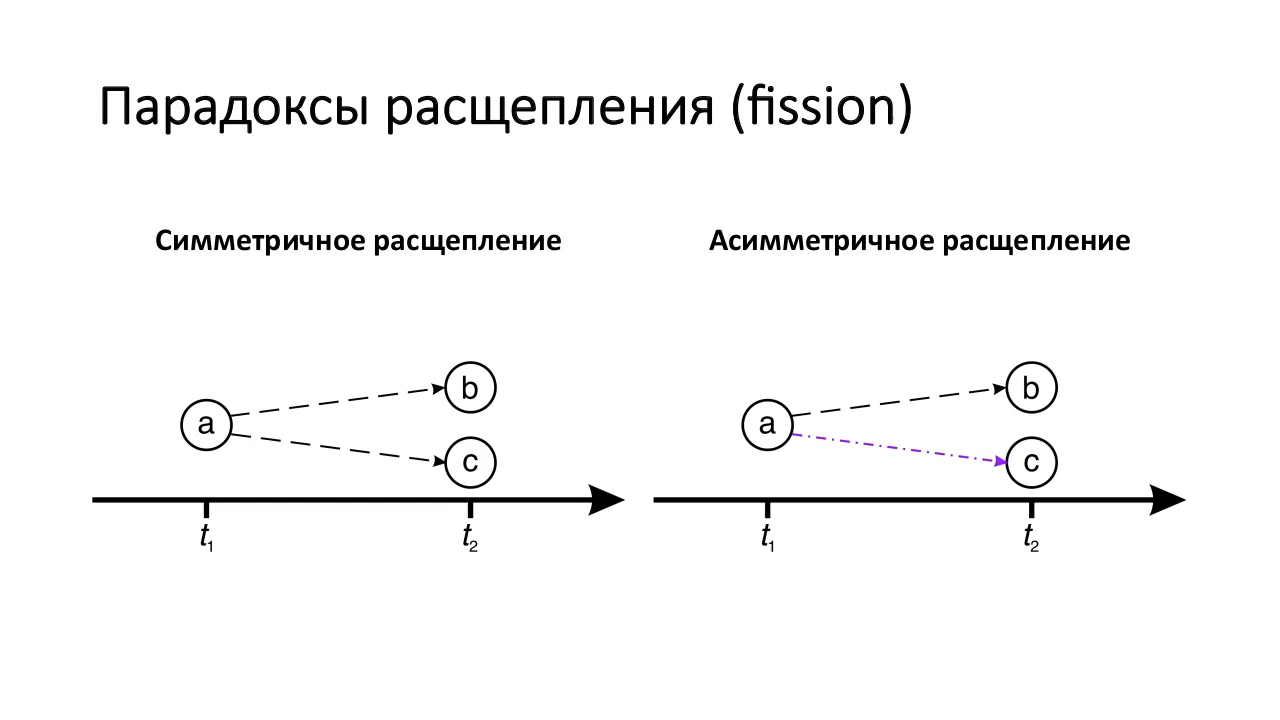 Парадоксы расщепления (fission)
Симметричное расщепление
a
b
c
t₁
t₂
Асимметричное расщепление
a
b
c
t₁
t₂